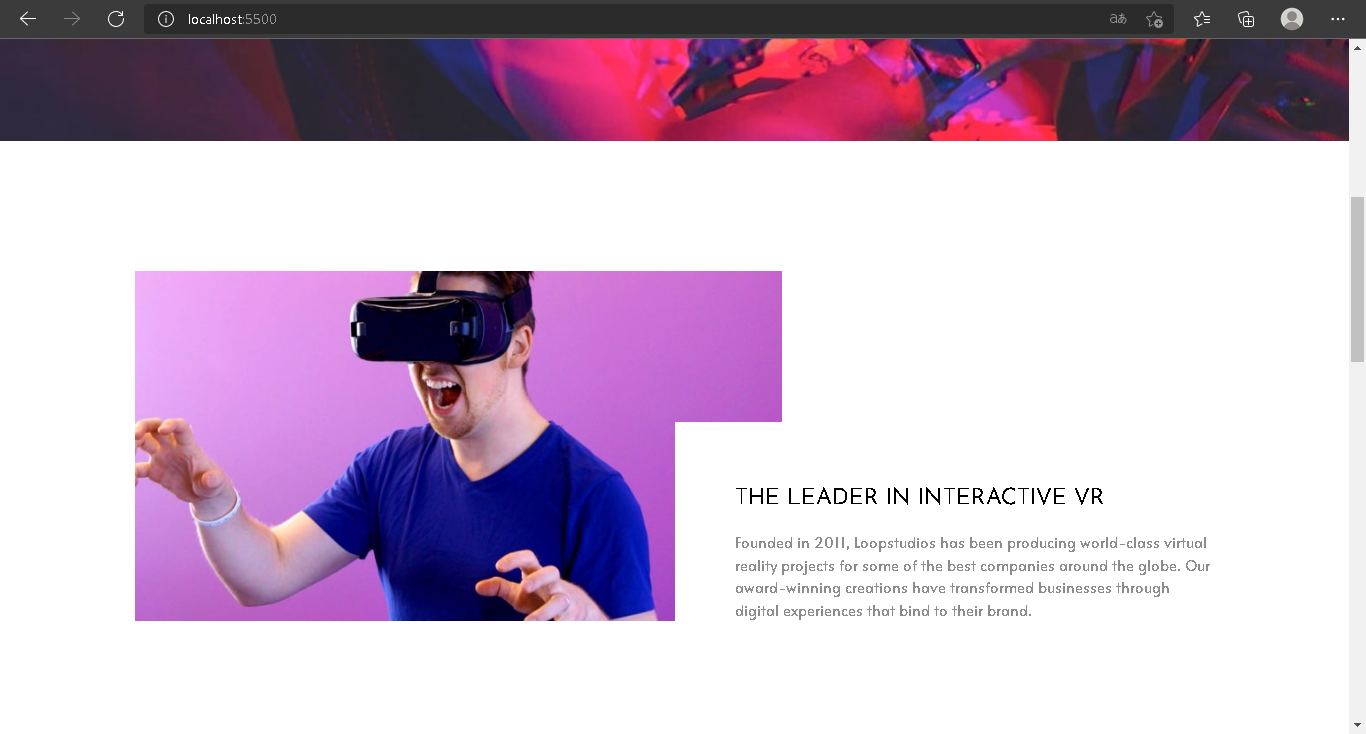 localhost:5500
aあ
THE LEADER IN INTERACTIVE VR
Founded in 2011, Loopstudios has been producing world-class virtual
reality projects for some of the best companies around the globe. Our
award-winning creations have transformed businesses through
digital experiences that bind to their brand.